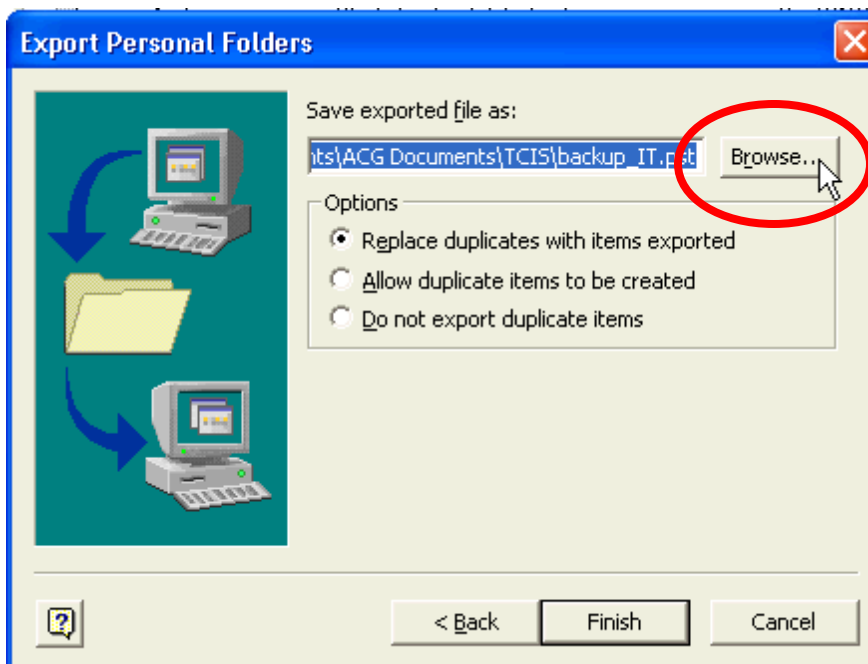 Export Personal Folders
Save exported file as:
nts\ACG Documents\TCIS\backup_IT.pst
Browse...
Options
Replace duplicates with items exported
Allow duplicate items to be created
Do not export duplicate items
< Back
Finish
Cancel